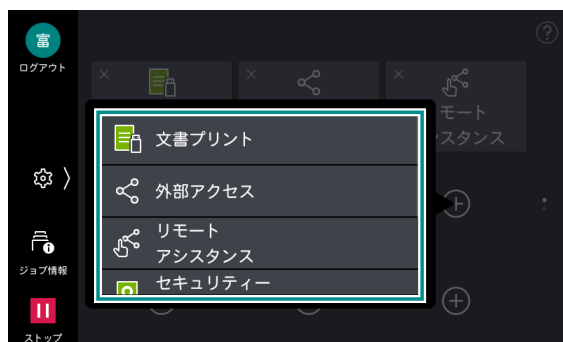 富
ログアウト
?
モート
シスタンス
文書プリント
外部アクセス
リモート
アシスタンス
セキュリティー
ジョブ情報
ストップ